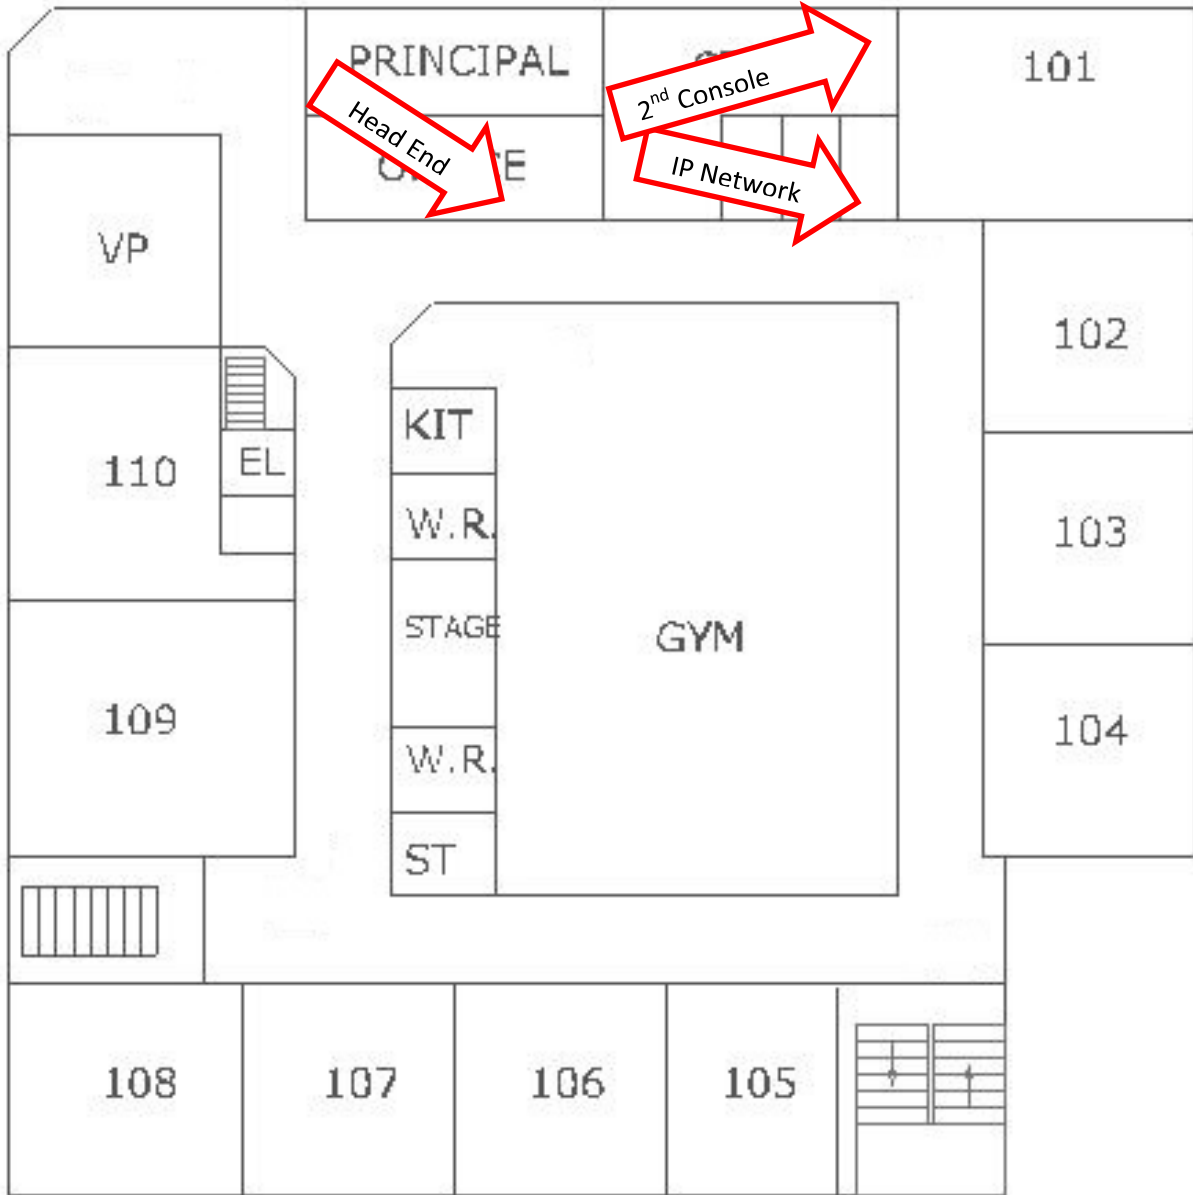 PRINCIPAL
101
2nd Console
Head End
IP Network
VP
102
KIT
EL
110
W.R.
103
STAGE
GYM
109
104
W.R.
ST
108
107
106
105